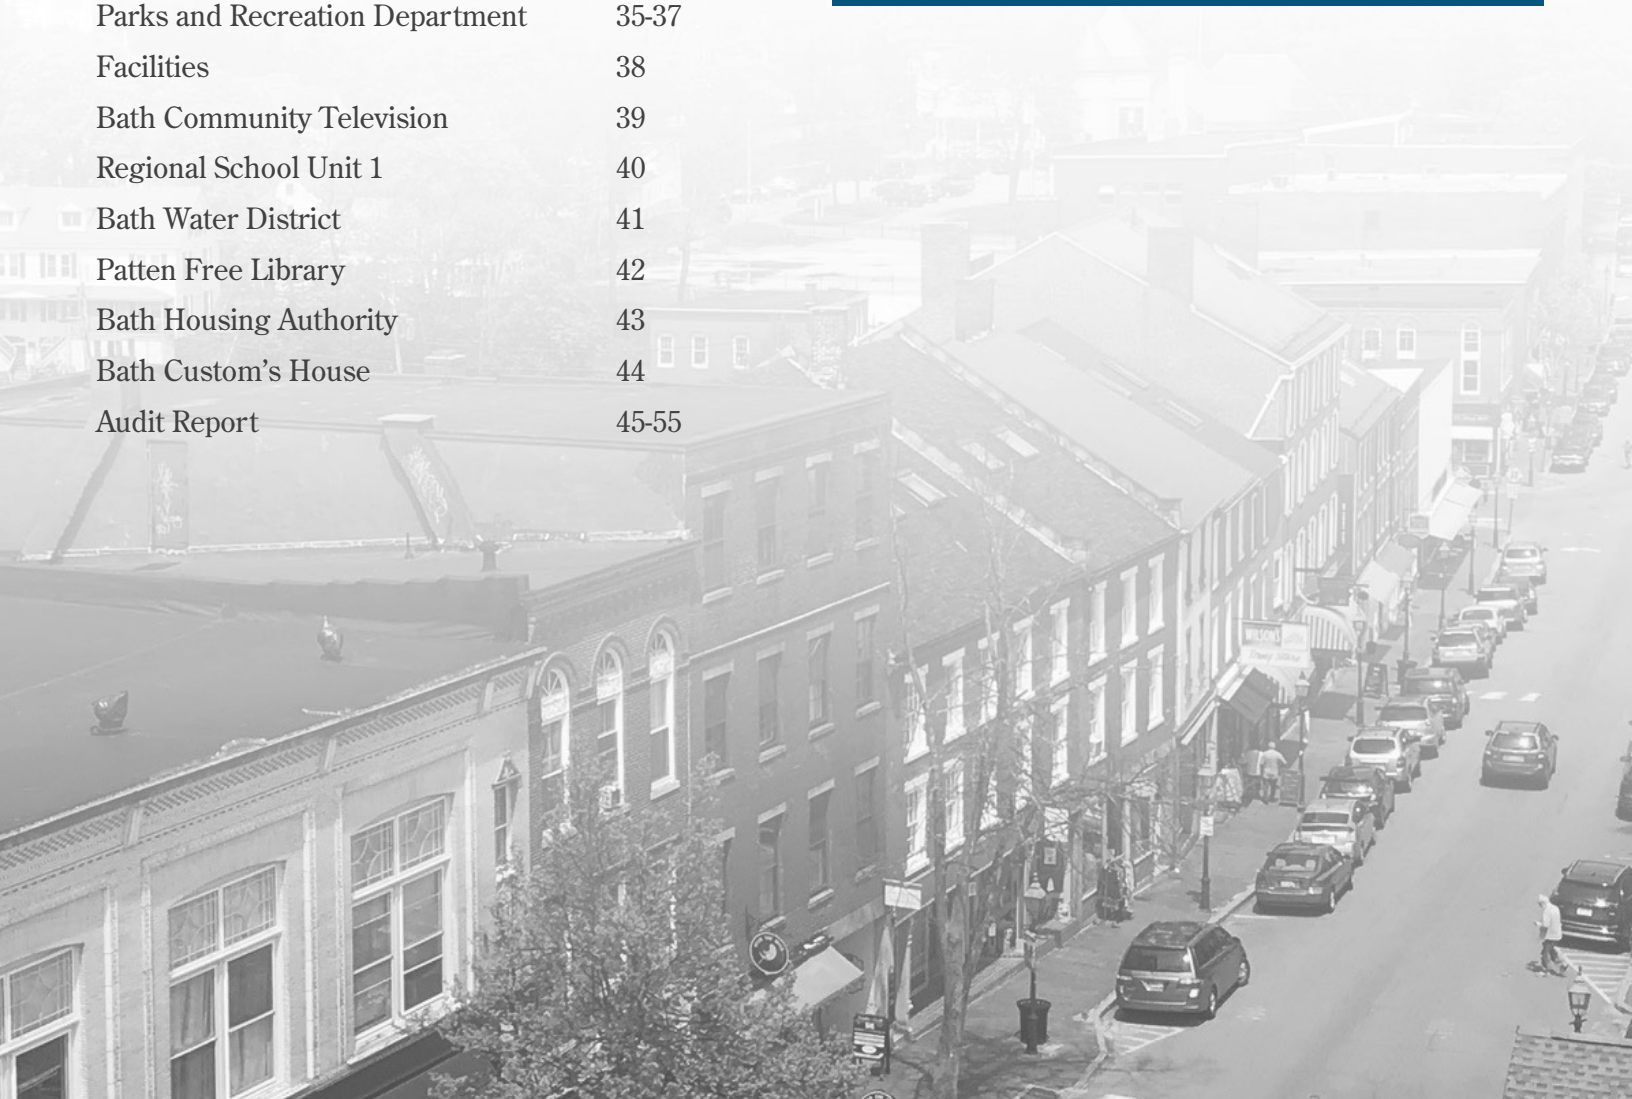 Parks and Recreation Department 35-37
Facilities 38
Bath Community Television 39
Regional School Unit 1 40
Bath Water District 41
Patten Free Library 42
Bath Housing Authority 43
Bath Custom’s House 44
Audit Report 45-55
WILSON'S